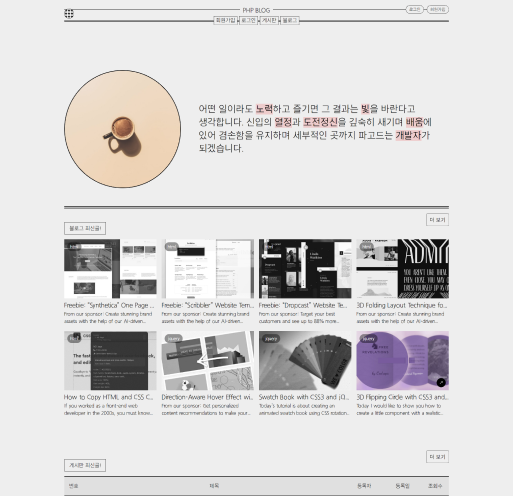 PHP BLOG
로그인 회원가입
회원가입 로그인 게시판 블로그
어떤 일이라도 노력하고 즐기면 그 결과는 빛을 바란다고
생각합니다. 신입의 열정과 도전정신을 깊숙히 새기며 배움에
있어 겸손함을 유지하며 세부적인 곳까지 파고드는 개발자가
되겠습니다.
더 보기
블로그 최신글!
Freebie: "Synthetica" One Page ...
From our sponsor: Create stunning brand
assets with the help of our AI-driven...
Freebie: "Scribbler" Website Tem...
From our sponsor: Create stunning brand
assets with the help of our AI-driven...
Freebie: "Dropcast" Website Te...
From our sponsor: Target your best
customers and see up to 88% more...
3D Folding Layout Technique fo...
From our sponsor: Create stunning brand
assets with the help of our AI-driven...
How to Copy HTML and CSS C...
If you worked as a front-end web
developer in the 2000s, you must know...
jquery
Direction-Aware Hover Effect wi...
From our sponsor: Get personalized
content recommendations to make your...
jquery
Swatch Book with CSS3 and jQ...
Today's tutorial is about creating an
animated swatch book using CSS rotation...
jquery
3D Flipping Circle with CSS3 and...
Today I would like to show you how to
create a little component with a realistic...
더 보기
게시판 최신글!
번호 제목 등록자 등록일 조회수